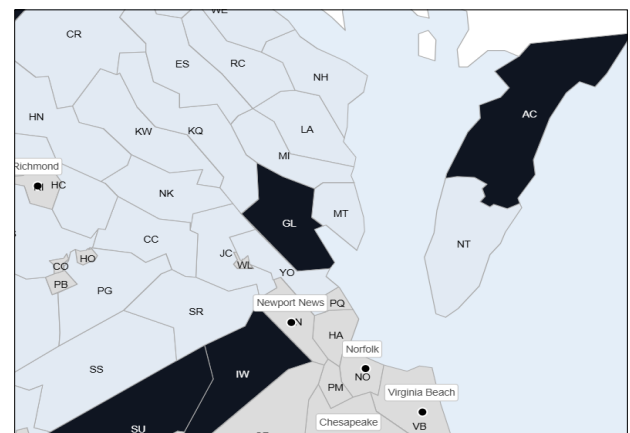 WE
CR
ES
RC
NH
HN
KW
KQ
LA
AC
MI
Richmond
HC
NK
MT
GL
CC
NT
JC
WL
HO
CO
YO
PB
PG
Newport News
PQ
SR
HA
Norfolk
SS
IW
NO
PM
Virginia Beach
Chesapeake
VB
SU